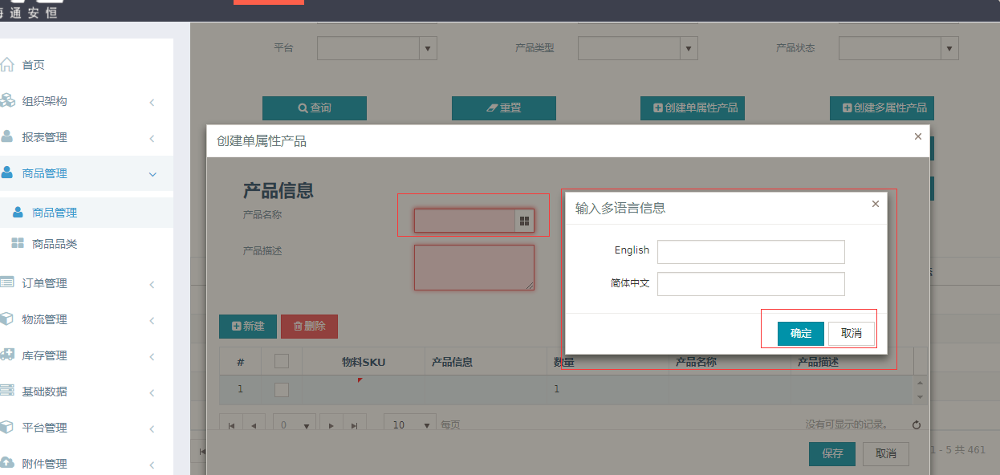 通安恒
平台
产品类型
产品状态
首页
组织架构
报表管理
商品管理
商品管理
商品品类
订单管理
物流管理
库存管理
基础数据
平台管理
附件管理
查询
重置
创建单属性产品
创建多属性产品
创建单属性产品
×
产品信息
产品名称
产品描述
输入多语言信息
×
English
简体中文
确定
取消
新建
删除
# 物料SKU 产品信息 数量 产品名称 产品描述
1 1
0 10 每页 没有可显示的记录。
保存
取消
1 - 5 共 461